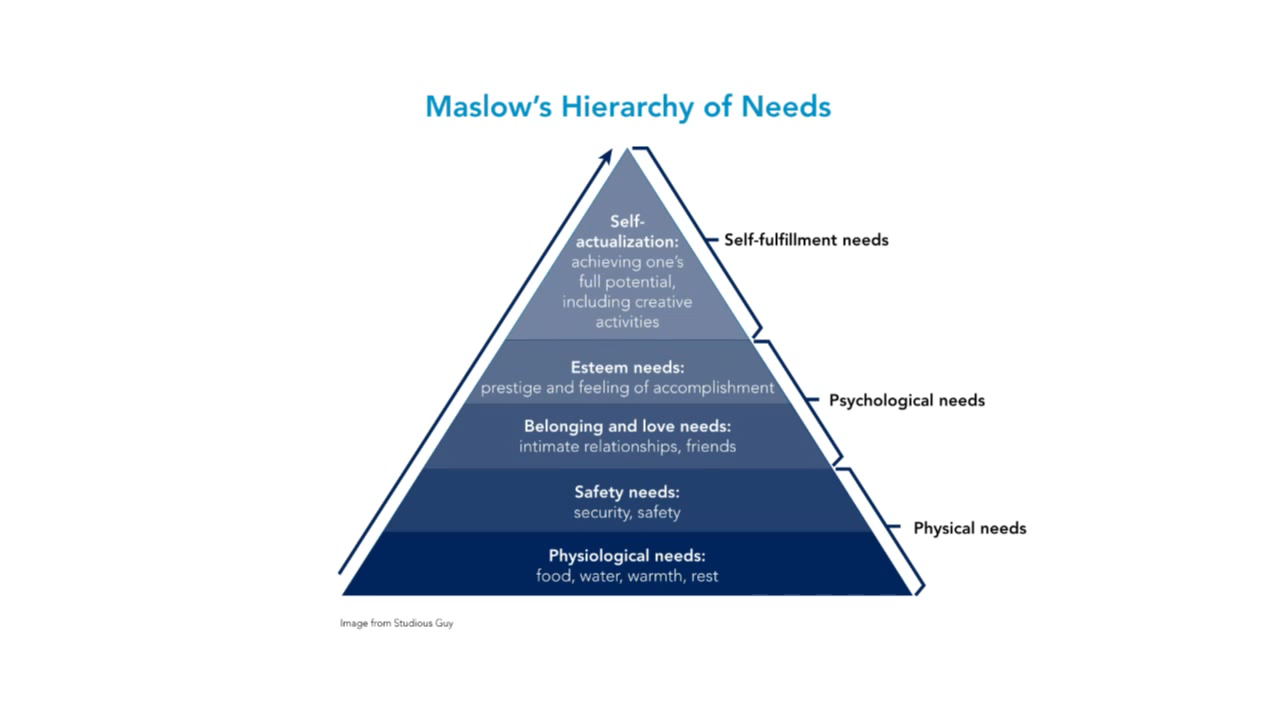 Maslow’s Hierarchy of Needs
Self-
actualization:
achieving one’s
full potential,
including creative
activities
Self-fulfillment needs
Esteem needs:
prestige and feeling of accomplishment
Psychological needs
Belonging and love needs:
intimate relationships, friends
Safety needs:
security, safety
Physical needs
Physiological needs:
food, water, warmth, rest
Image from Studious Guy